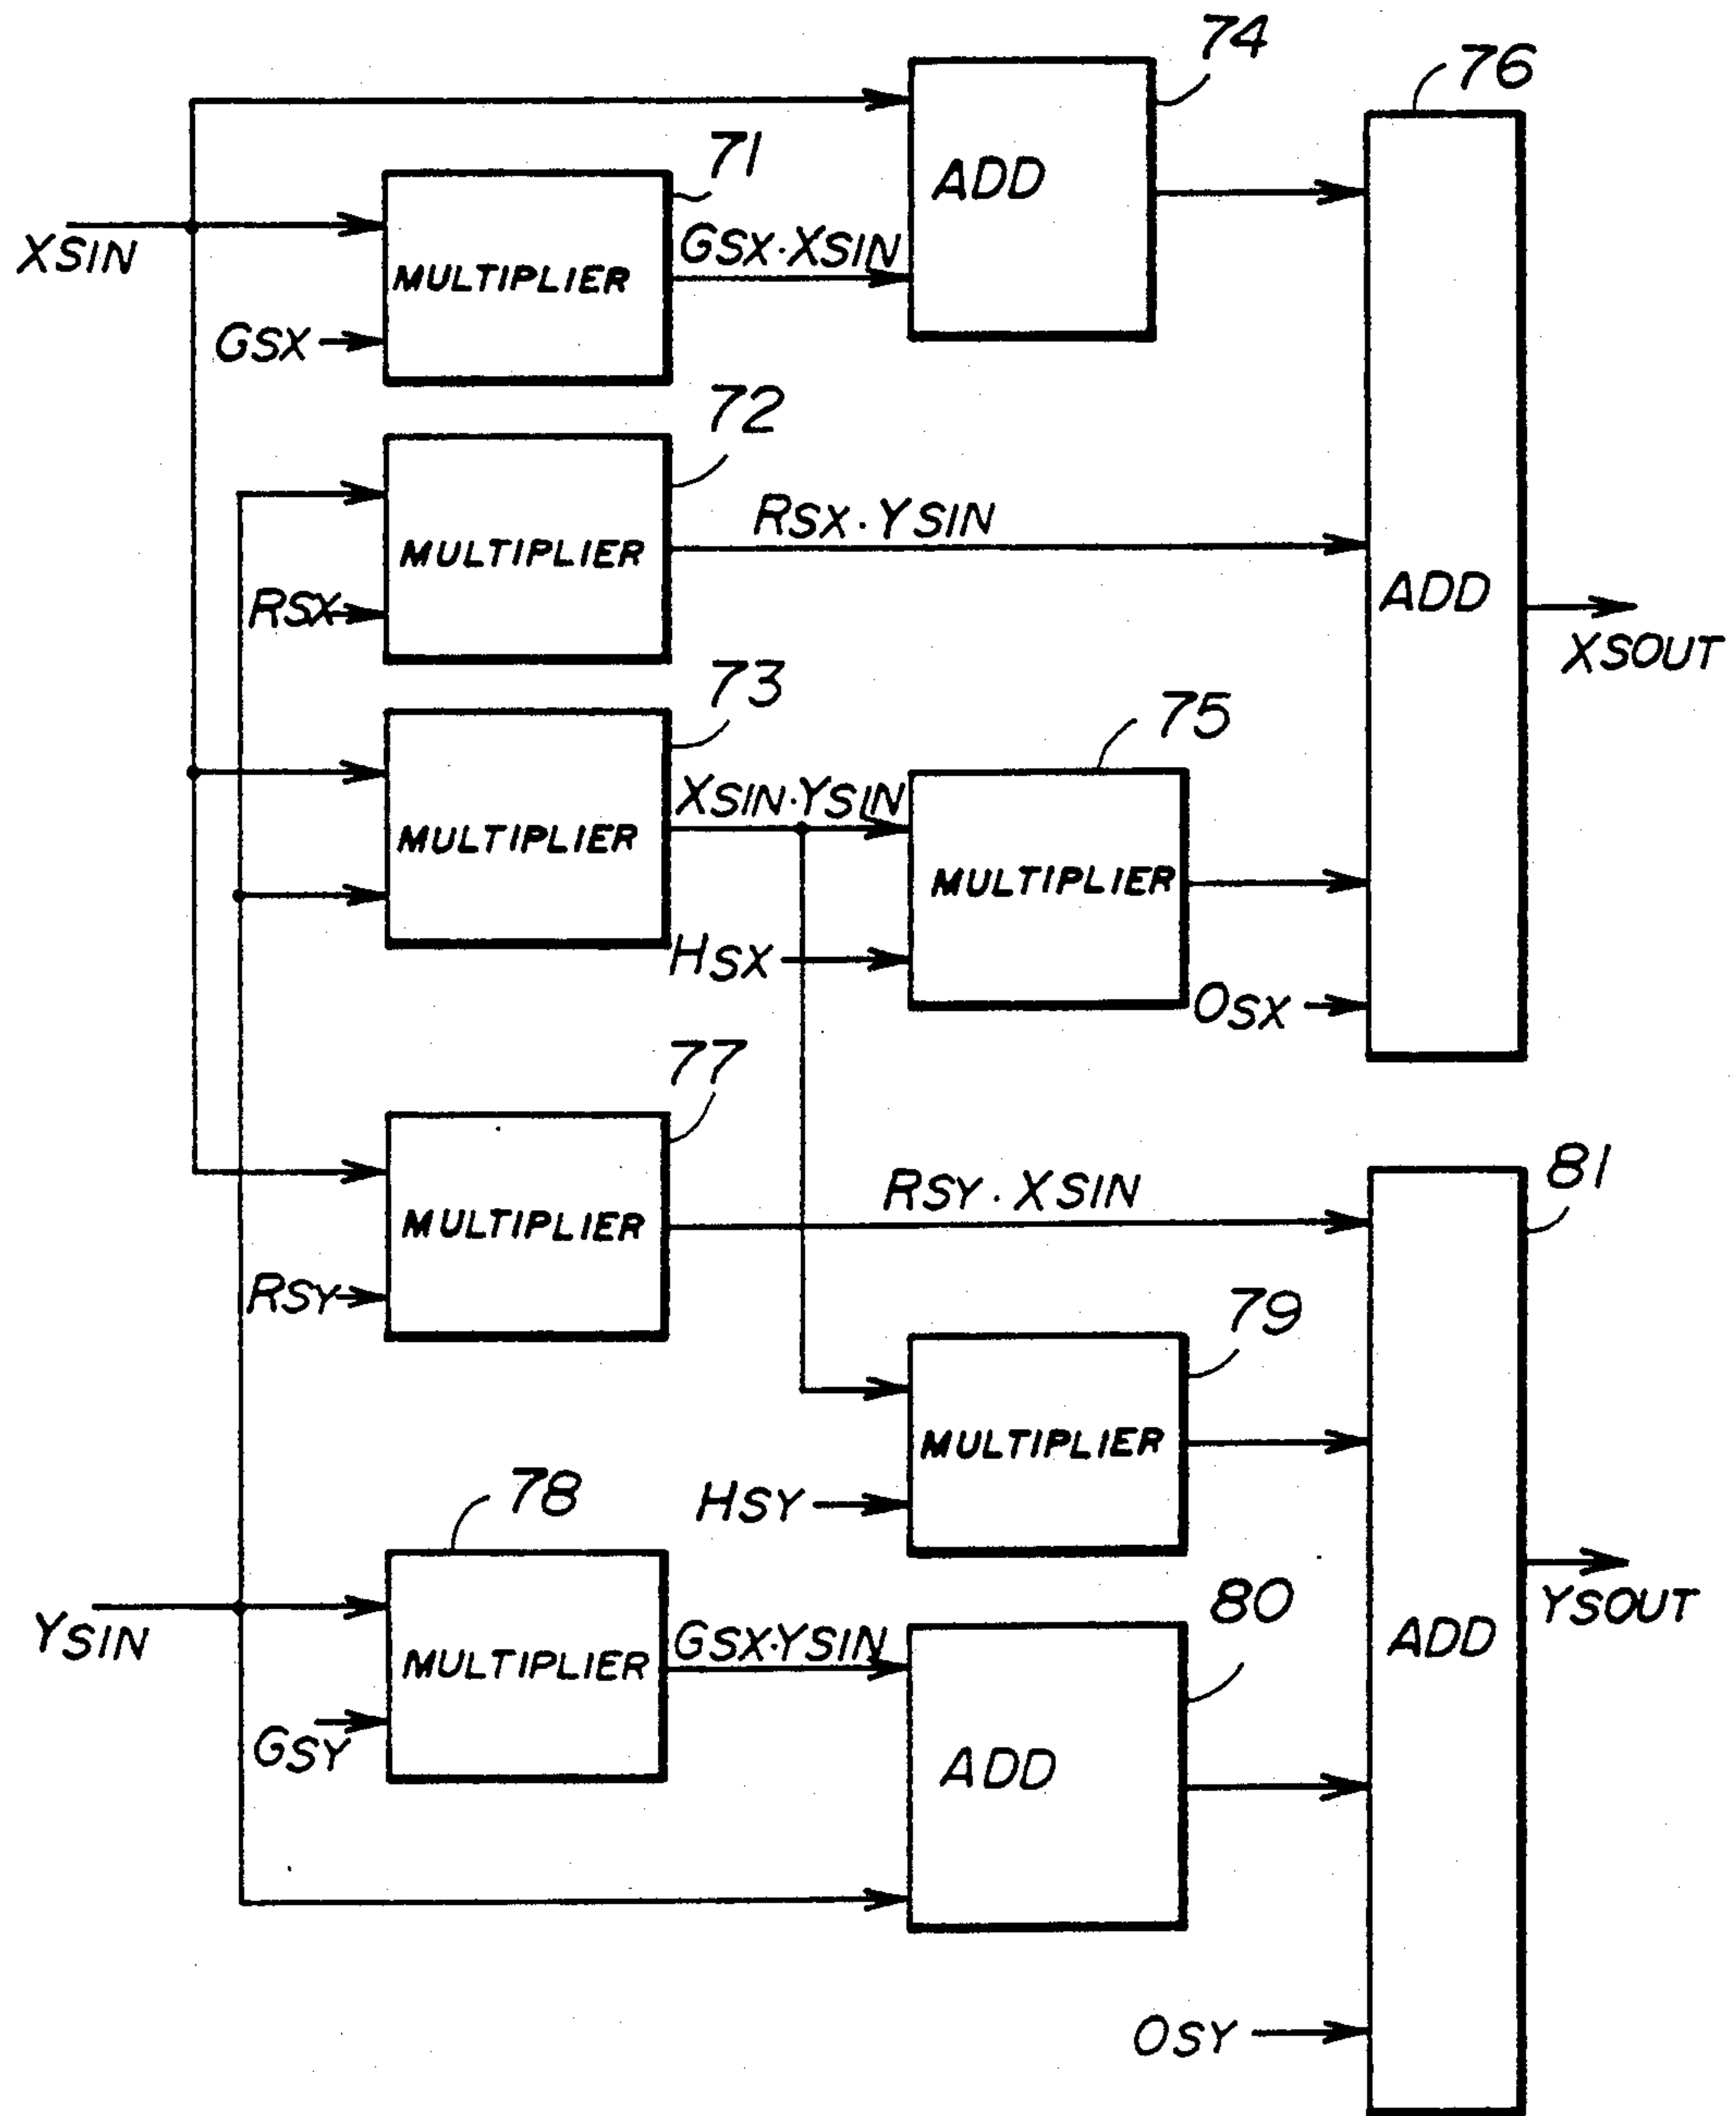 74
76
71
ADD
XSIN
MULTIPLIER
GSX·XSIN
GSX
72
MULTIPLIER
RSX·YSIN
RSX
ADD
XSOUT
73
75
MULTIPLIER
XSIN·YSIN
MULTIPLIER
HSX
OSX
77
81
MULTIPLIER
RSY·XSIN
RSY
79
MULTIPLIER
HSY
78
YSIN
MULTIPLIER
GSX·YSIN
80
YSOUT
ADD
GSY
ADD
OSY